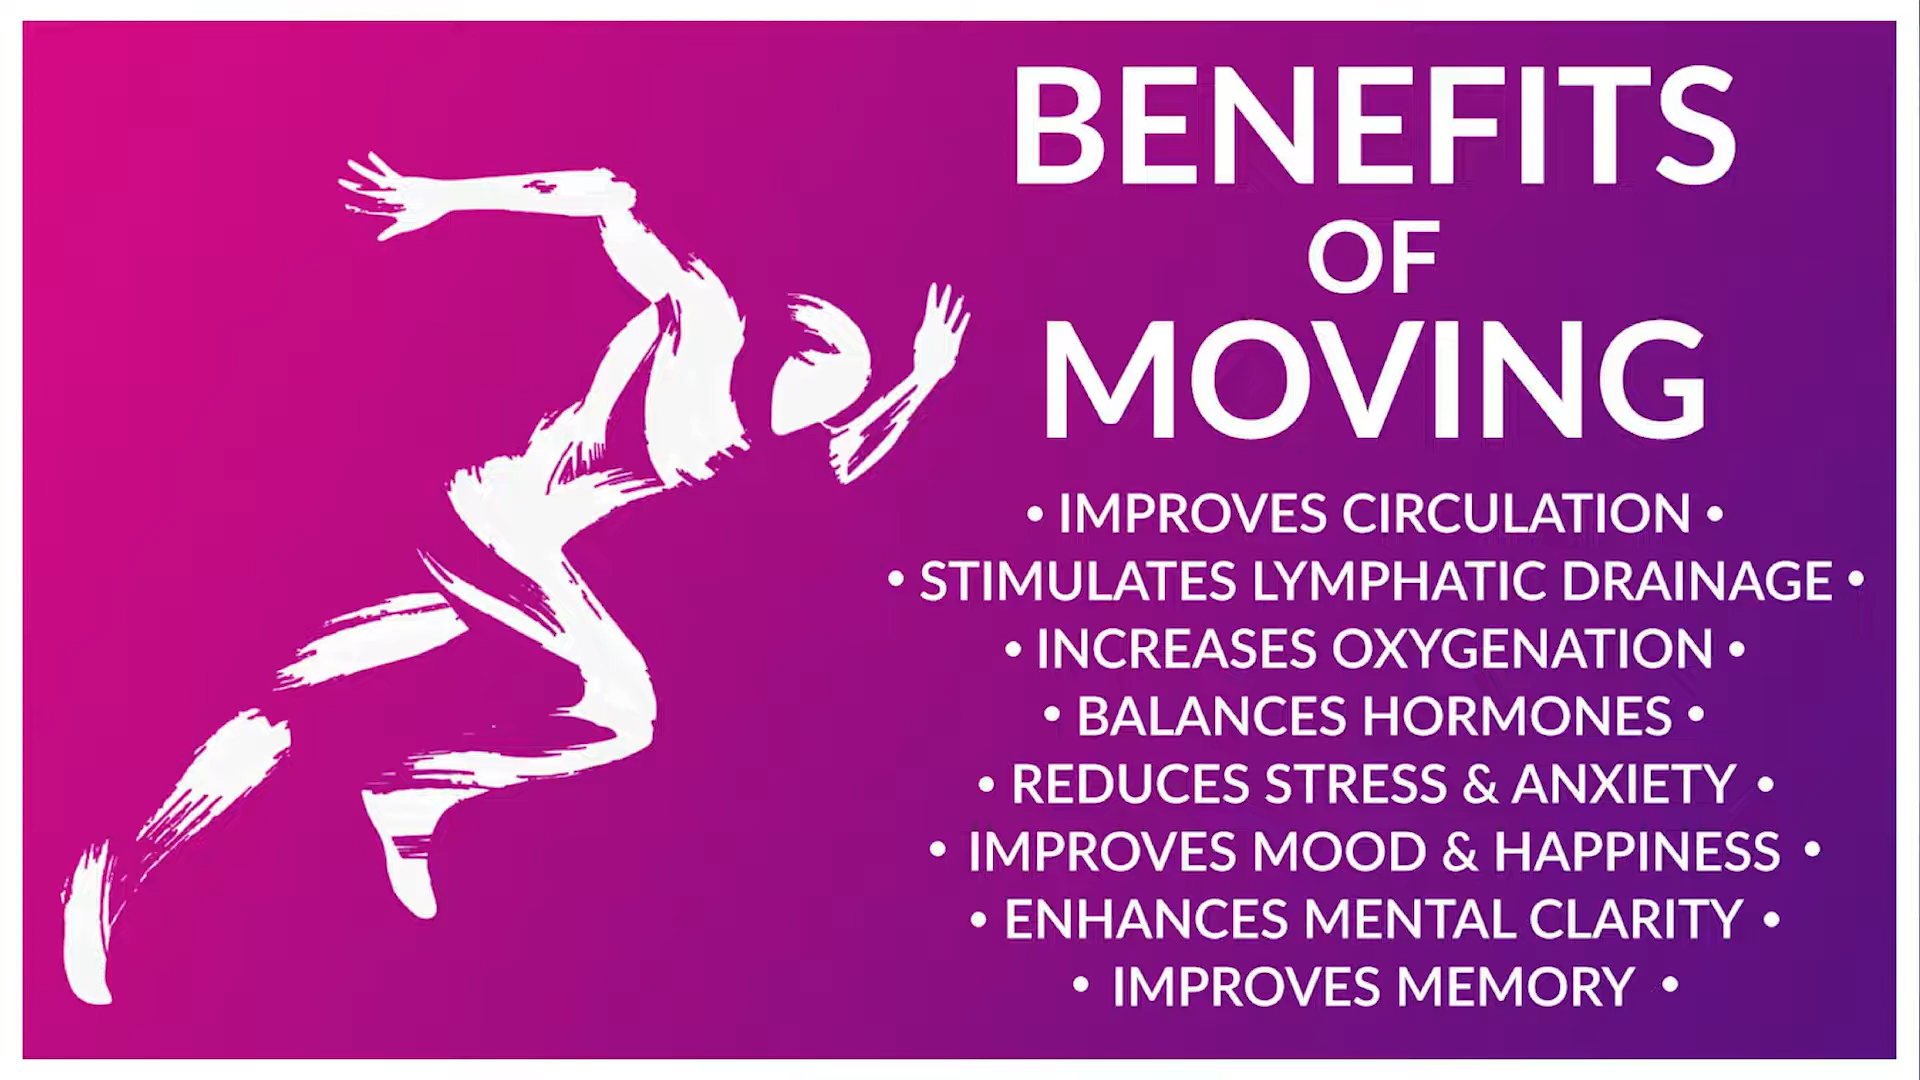 BENEFITS
OF
MOVING
• IMPROVES CIRCULATION •
• STIMULATES LYMPHATIC DRAINAGE •
• INCREASES OXYGENATION •
• BALANCES HORMONES •
• REDUCES STRESS & ANXIETY •
• IMPROVES MOOD & HAPPINESS •
• ENHANCES MENTAL CLARITY •
• IMPROVES MEMORY •